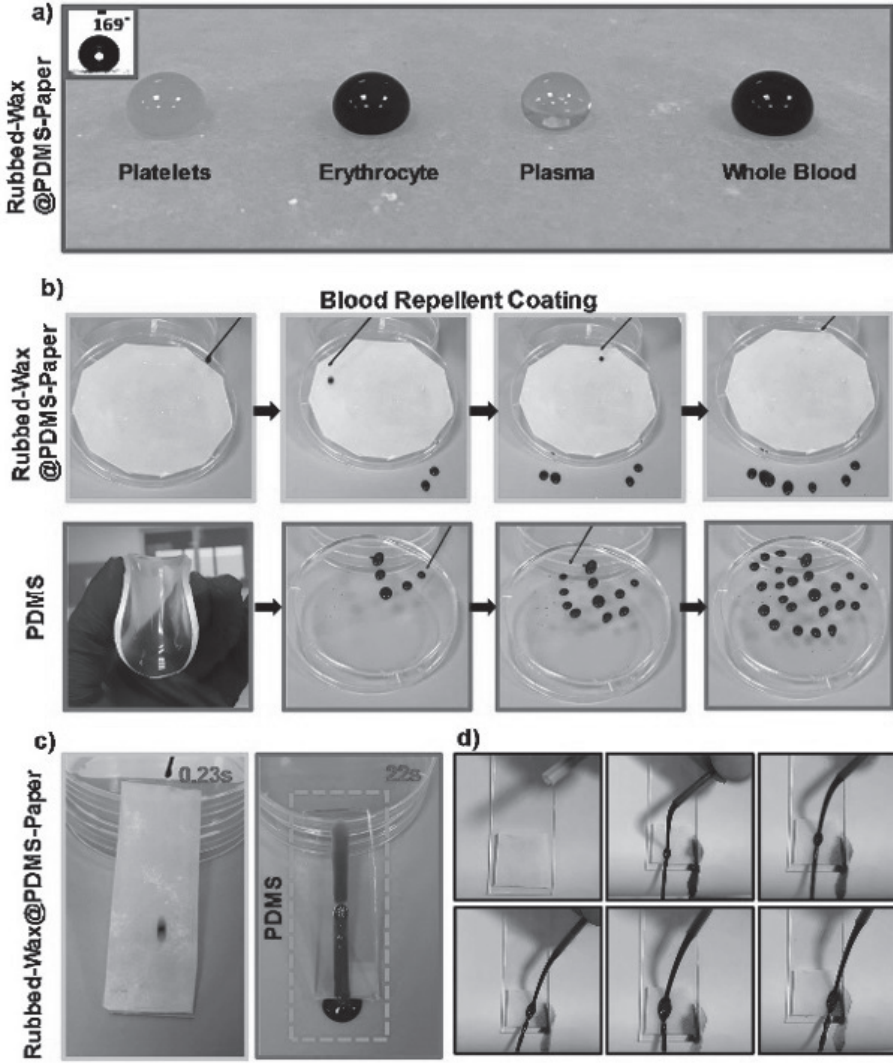 a)
169°
Rubbed-Wax
@PDMS-Paper
Platelets
Erythrocyte
Plasma
Whole Blood
b)
Blood Repellent Coating
Rubbed-Wax
@PDMS-Paper
PDMS
c)
0.23s
22s
d)
Rubbed-Wax@PDMS-Paper
PDMS